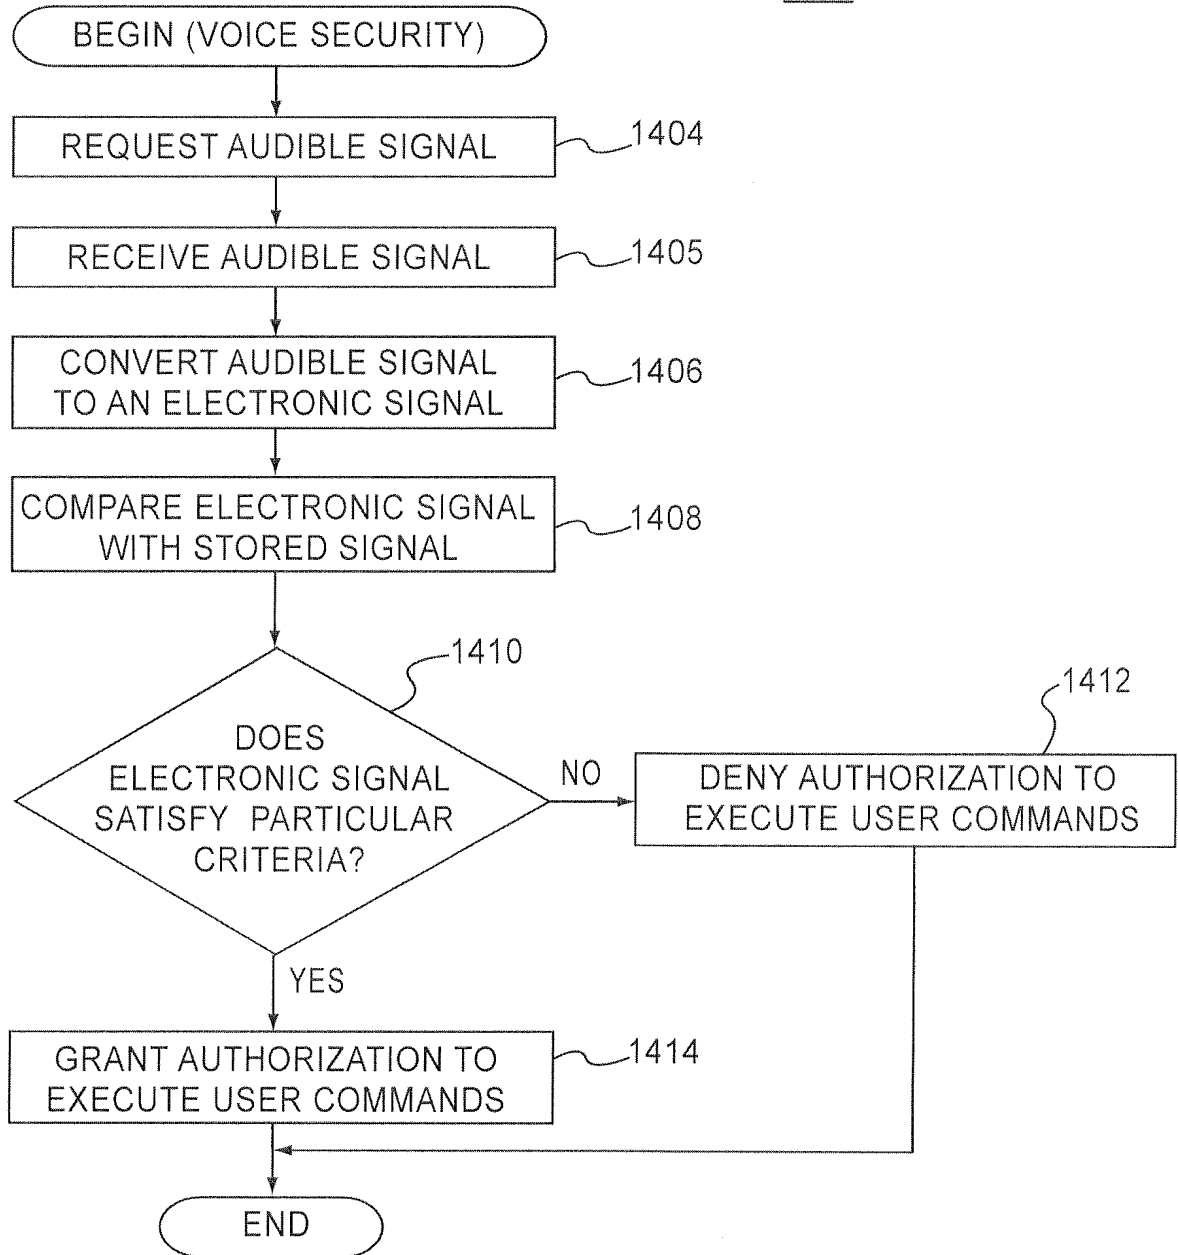 BEGIN (VOICE SECURITY)
REQUEST AUDIBLE SIGNAL
1404
RECEIVE AUDIBLE SIGNAL
1405
CONVERT AUDIBLE SIGNAL
TO AN ELECTRONIC SIGNAL
1406
COMPARE ELECTRONIC SIGNAL
WITH STORED SIGNAL
1408
1410
DOES
ELECTRONIC SIGNAL
SATISFY PARTICULAR
CRITERIA?
NO
1412
DENY AUTHORIZATION TO
EXECUTE USER COMMANDS
YES
GRANT AUTHORIZATION TO
EXECUTE USER COMMANDS
1414
END